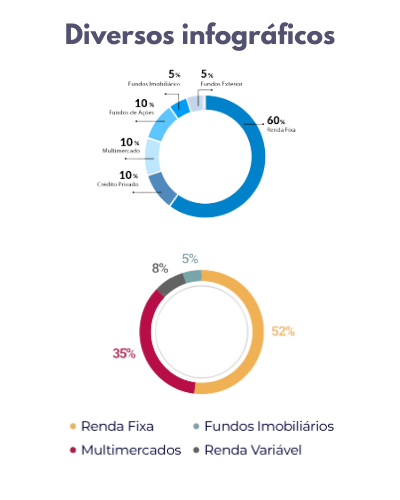 Diversos infográficos
5%
Fundos Imobiliários
5%
Fundos Exterior
10%
Fundos de Ações
60%
Renda Fixa
10%
Multimercado
10%
Crédito Privado
5%
8%
52%
35%
Renda Fixa
Fundos Imobiliários
Multimercados
Renda Variável